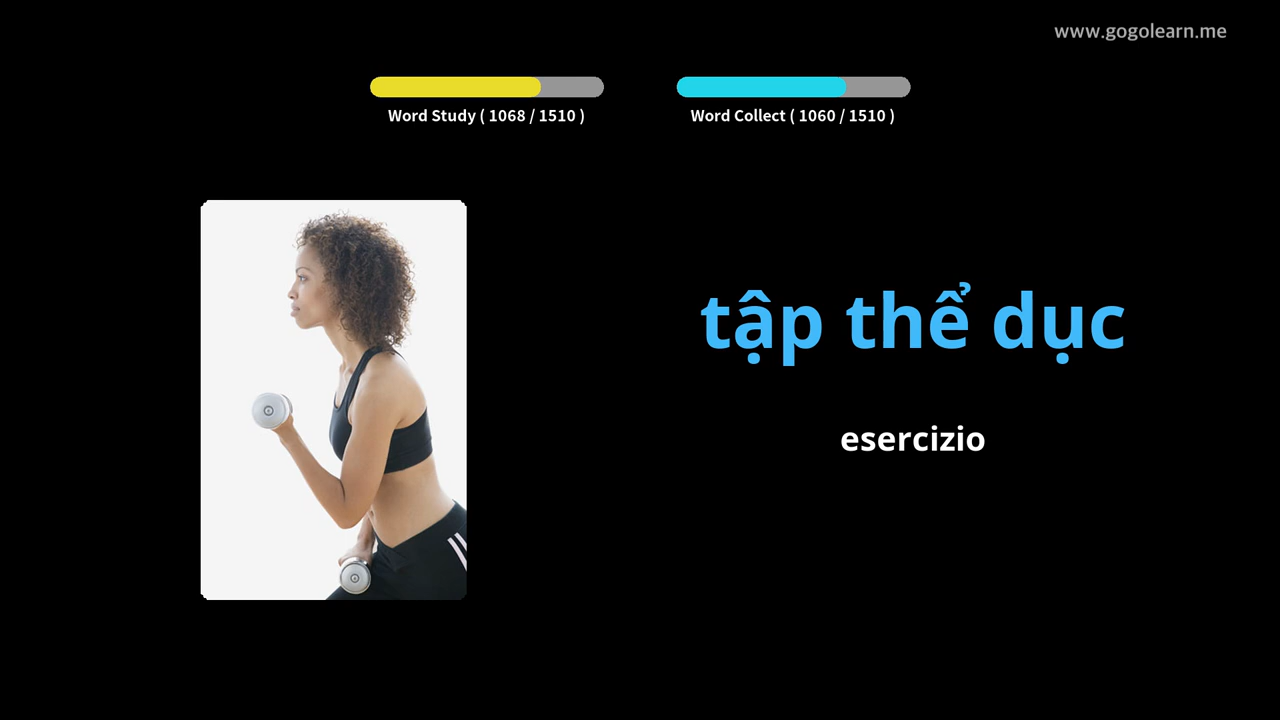 www.gogolearn.me
Word Study ( 1068 / 1510 )
Word Collect ( 1060 / 1510 )
tập thể dục
esercizio